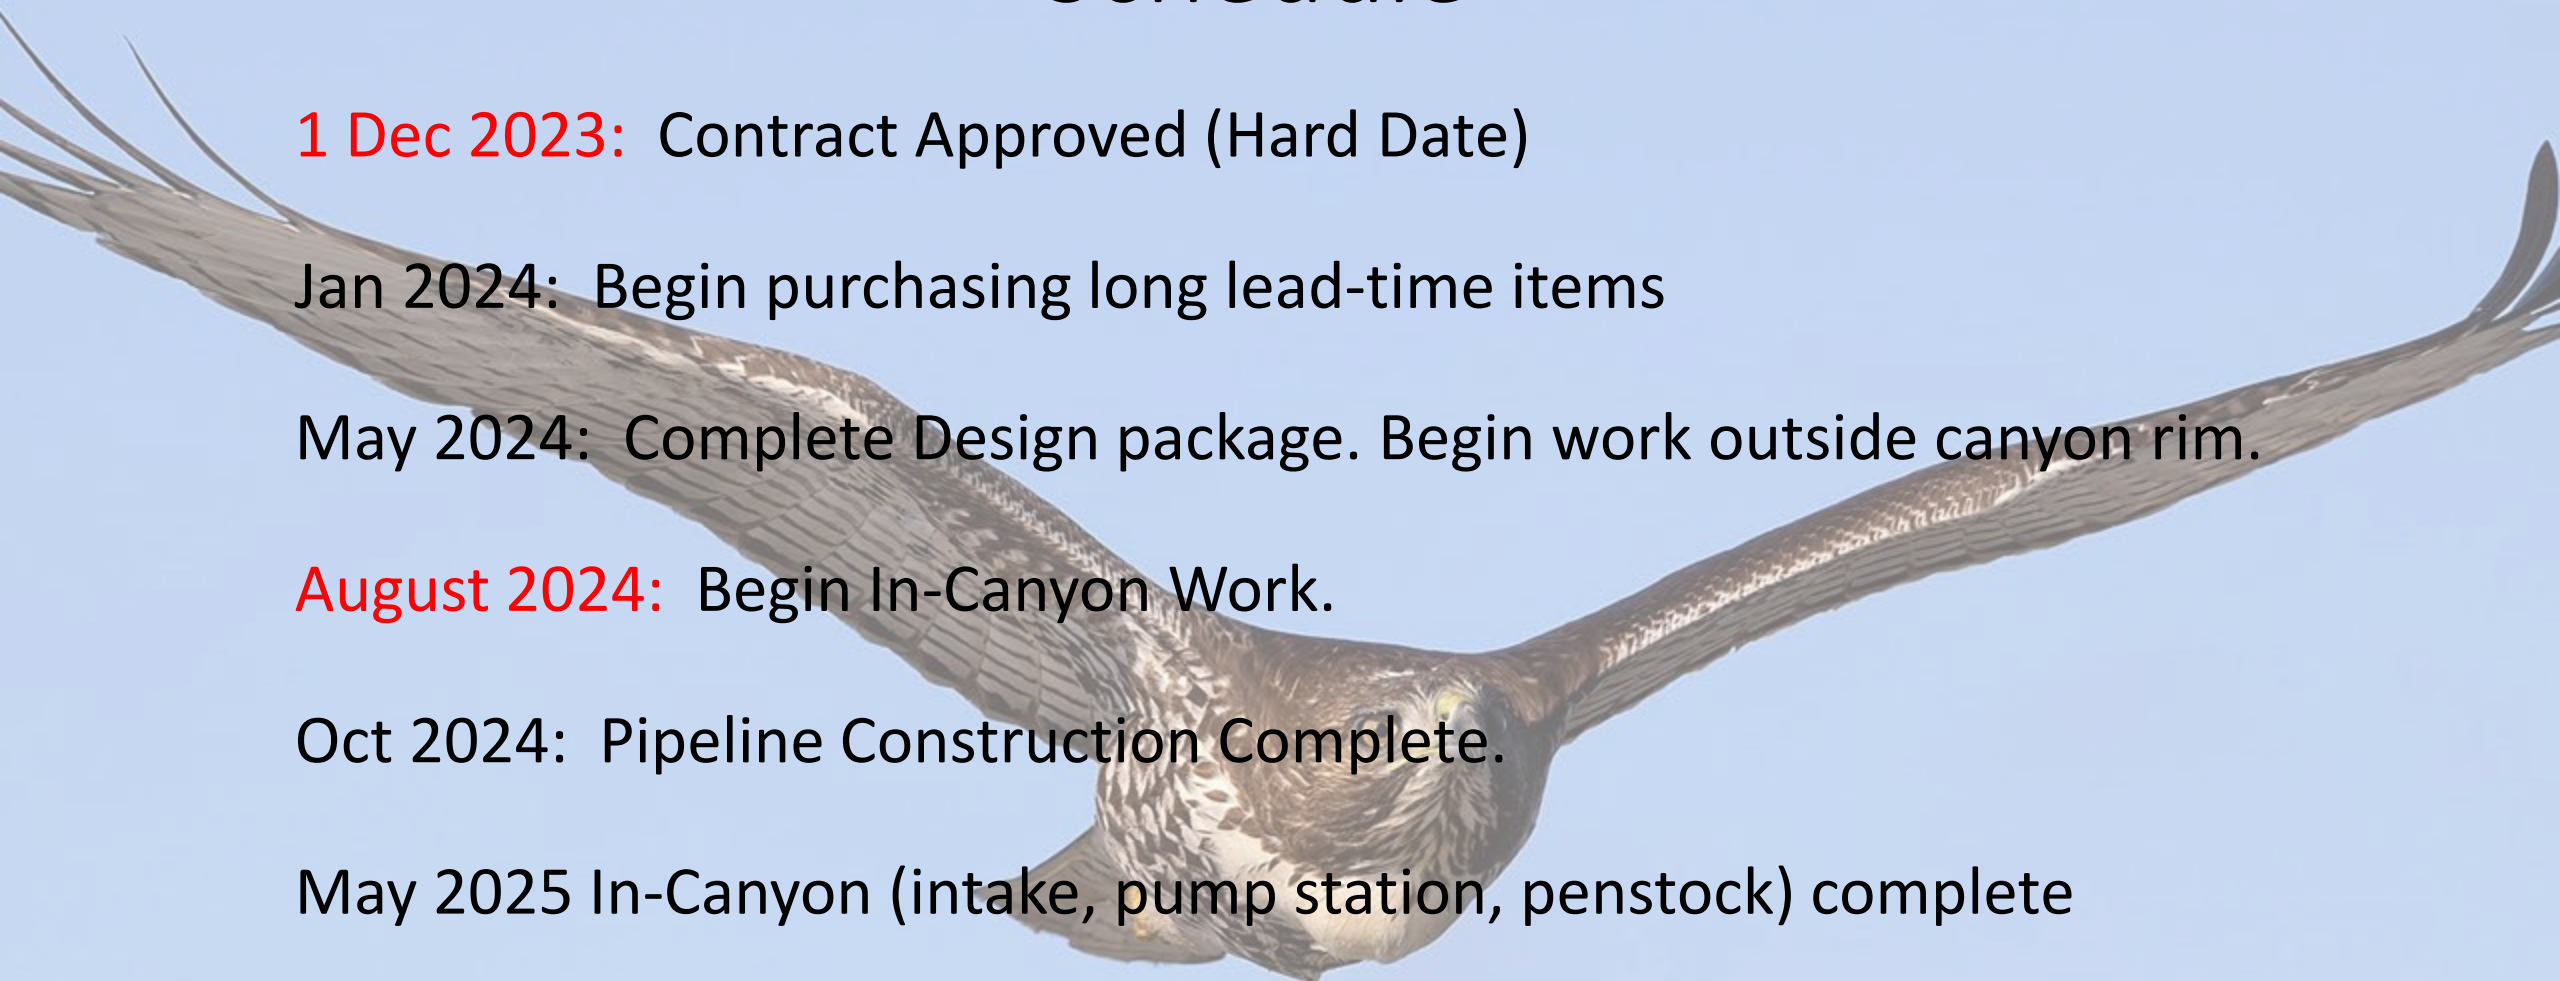 1 Dec 2023:  Contract Approved (Hard Date)
Jan 2024:  Begin purchasing long lead-time items
May 2024:  Complete Design package. Begin work outside canyon rim.
August 2024:  Begin In-Canyon Work.
Oct 2024:  Pipeline Construction Complete.
May 2025 In-Canyon (intake, pump station, penstock) complete